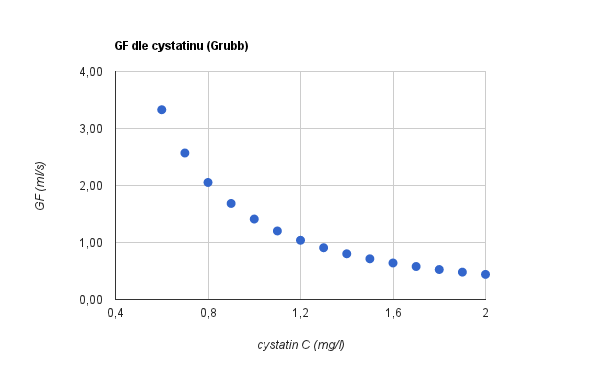 GF dle cystatinu (Grubb)
4,00
3,00
2,00
1,00
0,00
GF (ml/s)
0,4 0,8 1,2 1,6 2
cystatin C (mg/l)